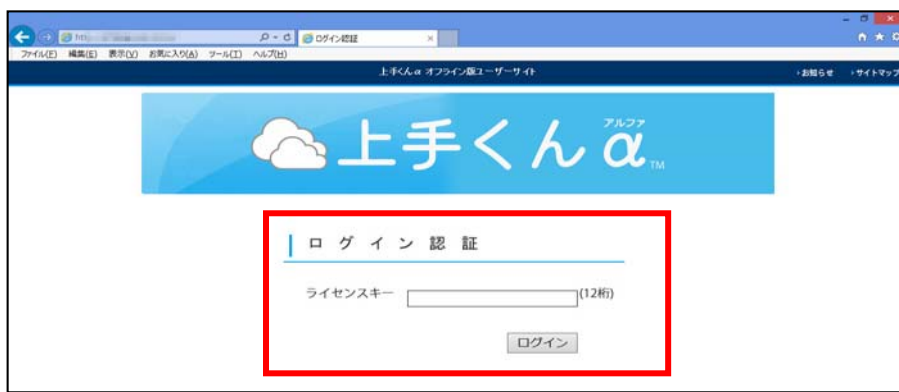 ログイン認証
ファイル(F) 編集(E) 表示(V) お気に入り(A) ツール(T) ヘルプ(H)
上手くんα オフライン版ユーザーサイト
お知らせ サイトマップ
アルファ
上手くんα™
ログイン認証
ライセンスキー (12桁)
ログイン